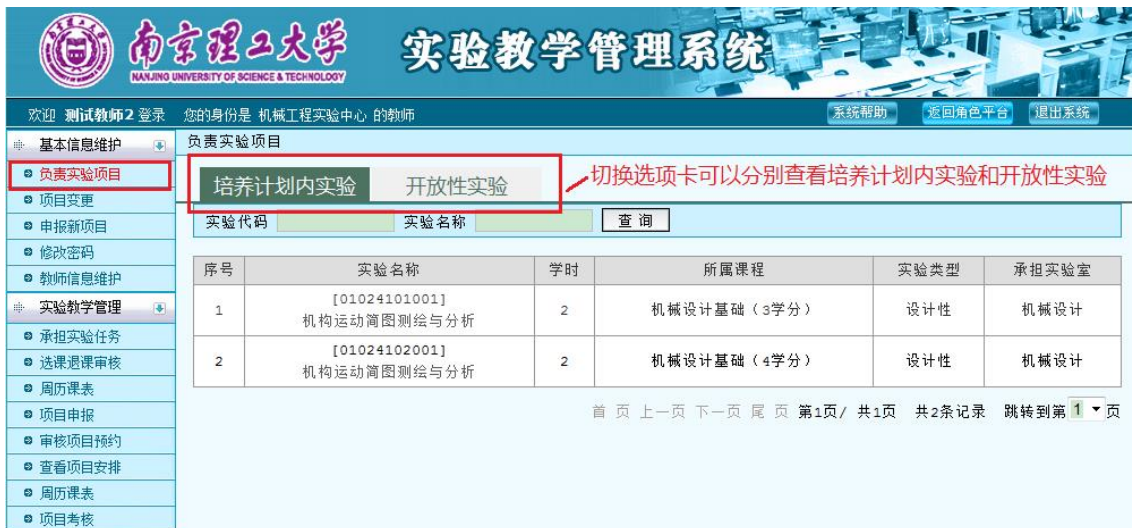 南京理工大学 实验教学管理系统
NANJING UNIVERSITY OF SCIENCE & TECHNOLOGY
欢迎 测试教师2 登录 您的身份是 机械工程实验中心 的教师 系统帮助 返回角色平台 退出系统
基本信息维护
负责实验项目
项目变更
申报新项目
修改密码
教师信息维护
实验教学管理
承担实验任务
选课退课审核
周历课表
项目申报
审核项目预约
查看项目安排
周历课表
项目考核
负责实验项目
培养计划内实验 开放性实验 切换选项卡可以分别查看培养计划内实验和开放性实验
实验代码 实验名称 查 询
序号 实验名称 学时 所属课程 实验类型 承担实验室
1 [01024101001] 2 机械设计基础（3学分） 设计性 机械设计
机构运动简图测绘与分析
2 [01024102001] 2 机械设计基础（4学分） 设计性 机械设计
机构运动简图测绘与分析
首 页 上一页 下一页 尾 页 第1页/ 共1页 共2条记录 跳转到第 1 页